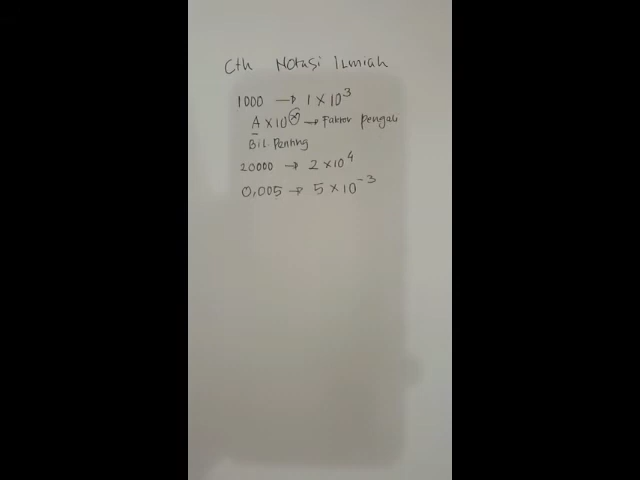 Cth Notasi Ilmiah
1000 → 1 × 10³
A × 10ⁿ → Faktor Pengali
Bil. Penting
20000 → 2 × 10⁴
0,005 → 5 × 10⁻³